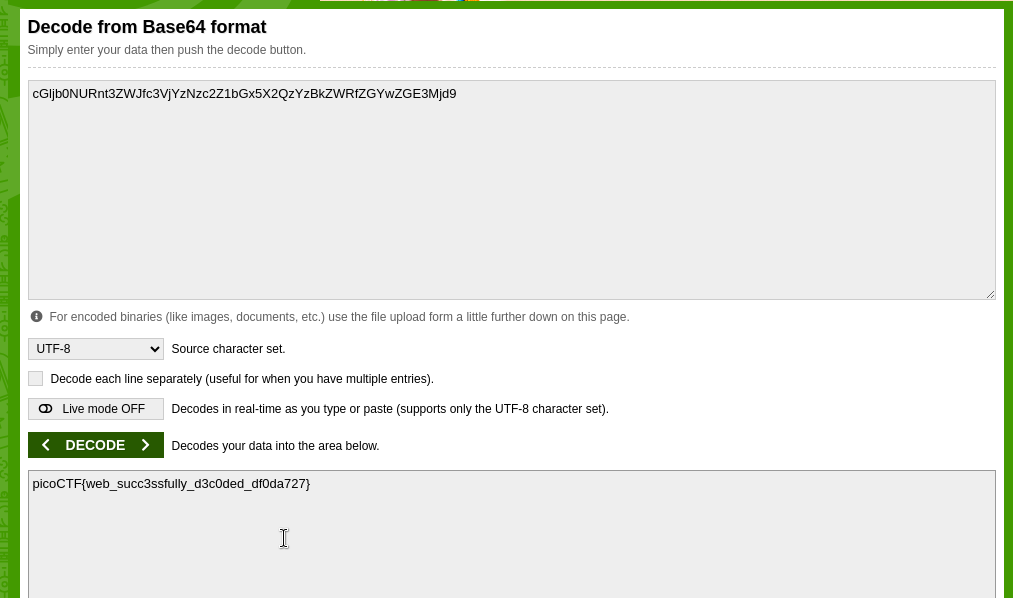 Decode from Base64 format
Simply enter your data then push the decode button.
cGljb0NURnt3ZWJfc3VjYzNzc2Z1bGx5X2QzYzBkZWRfZGYwZGE3Mjd9
For encoded binaries (like images, documents, etc.) use the file upload form a little further down on this page.
UTF-8 Source character set.
Decode each line separately (useful for when you have multiple entries).
Live mode OFF Decodes in real-time as you type or paste (supports only the UTF-8 character set).
DECODE Decodes your data into the area below.
picoCTF{web_succ3ssfully_d3c0ded_df0da727}